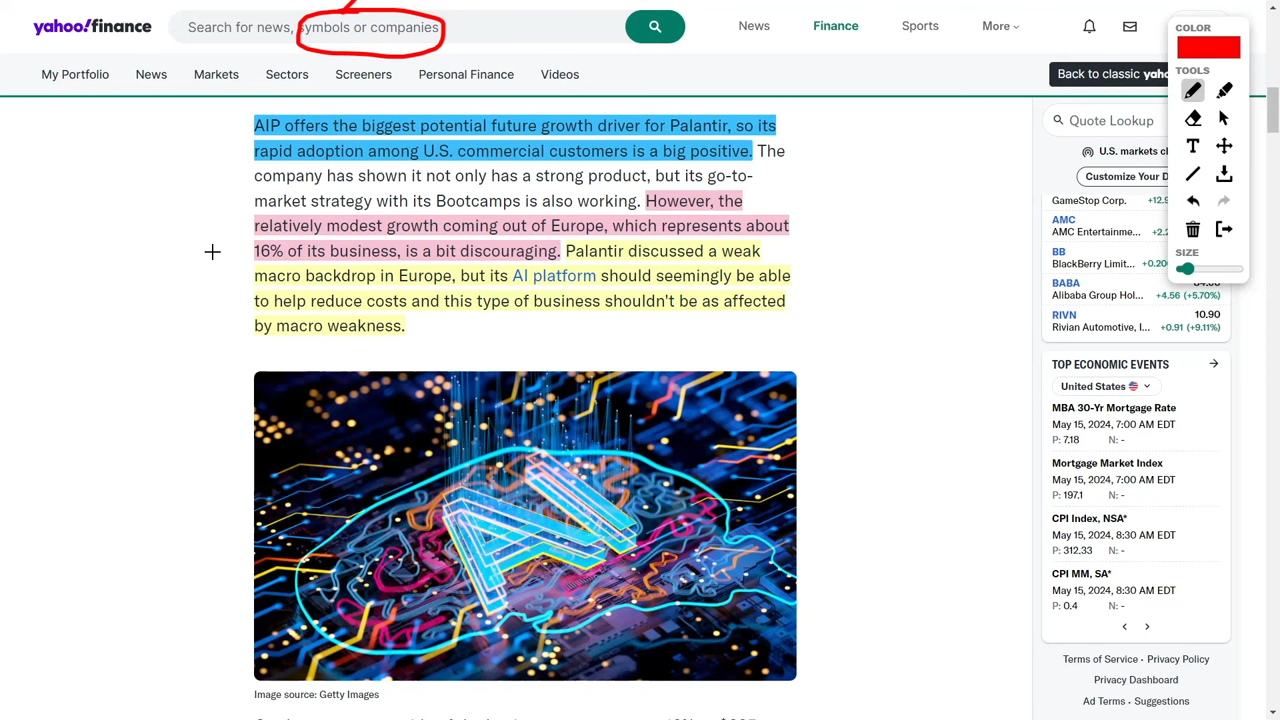 yahoo!finance
Search for news, symbols or companies
News
Finance
Sports
More
COLOR
TOOLS
SIZE
My Portfolio
News
Markets
Sectors
Screeners
Personal Finance
Videos
Back to classic
AIP offers the biggest potential future growth driver for Palantir, so its
rapid adoption among U.S. commercial customers is a big positive. The
company has shown it not only has a strong product, but its go-to-
market strategy with its Bootcamps is also working. However, the
relatively modest growth coming out of Europe, which represents about
16% of its business, is a bit discouraging. Palantir discussed a weak
macro backdrop in Europe, but its AI platform should seemingly be able
to help reduce costs and this type of business shouldn't be as affected
by macro weakness.
Image source: Getty Images
Quote Lookup
U.S. markets
Customize Your
GameStop Corp.
AMC
AMC Entertainme...
BB
BlackBerry Limit...
BABA
Alibaba Group Hol... +4.56 (+5.70%)
RIVN 10.90
Rivian Automotive, I... +0.91 (+9.11%)
TOP ECONOMIC EVENTS
United States
MBA 30-Yr Mortgage Rate
May 15, 2024, 7:00 AM EDT
P: 7.18 N: -
Mortgage Market Index
May 15, 2024, 7:00 AM EDT
P: 197.1 N: -
CPI Index, NSA*
May 15, 2024, 8:30 AM EDT
P: 312.33 N: -
CPI MM, SA*
May 15, 2024, 8:30 AM EDT
P: 0.4 N: -
Terms of Service • Privacy Policy
Privacy Dashboard
Ad Terms • Suggestions